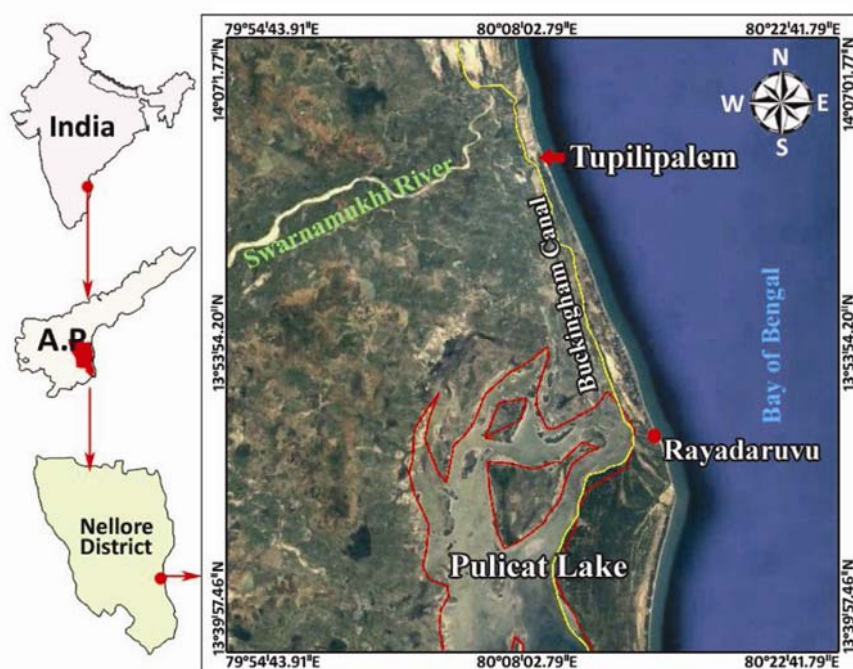 79°54'43.91"E
80°08'02.79"E
80°22'41.79"E
14°07'1.77"N
14°07'01.77"N
N
W
E
S
India
Tupilipalem
Swarnamukhi River
Buckingham Canal
A.P
13°53'54.20"N
13°53'54.20"N
Bay of Bengal
Rayadaruvu
Nellore
District
Pulicat Lake
13°39'57.46"N
13°39'57.46"N
79°54'43.91"E
80°08'02.79"E
80°22'41.79"E